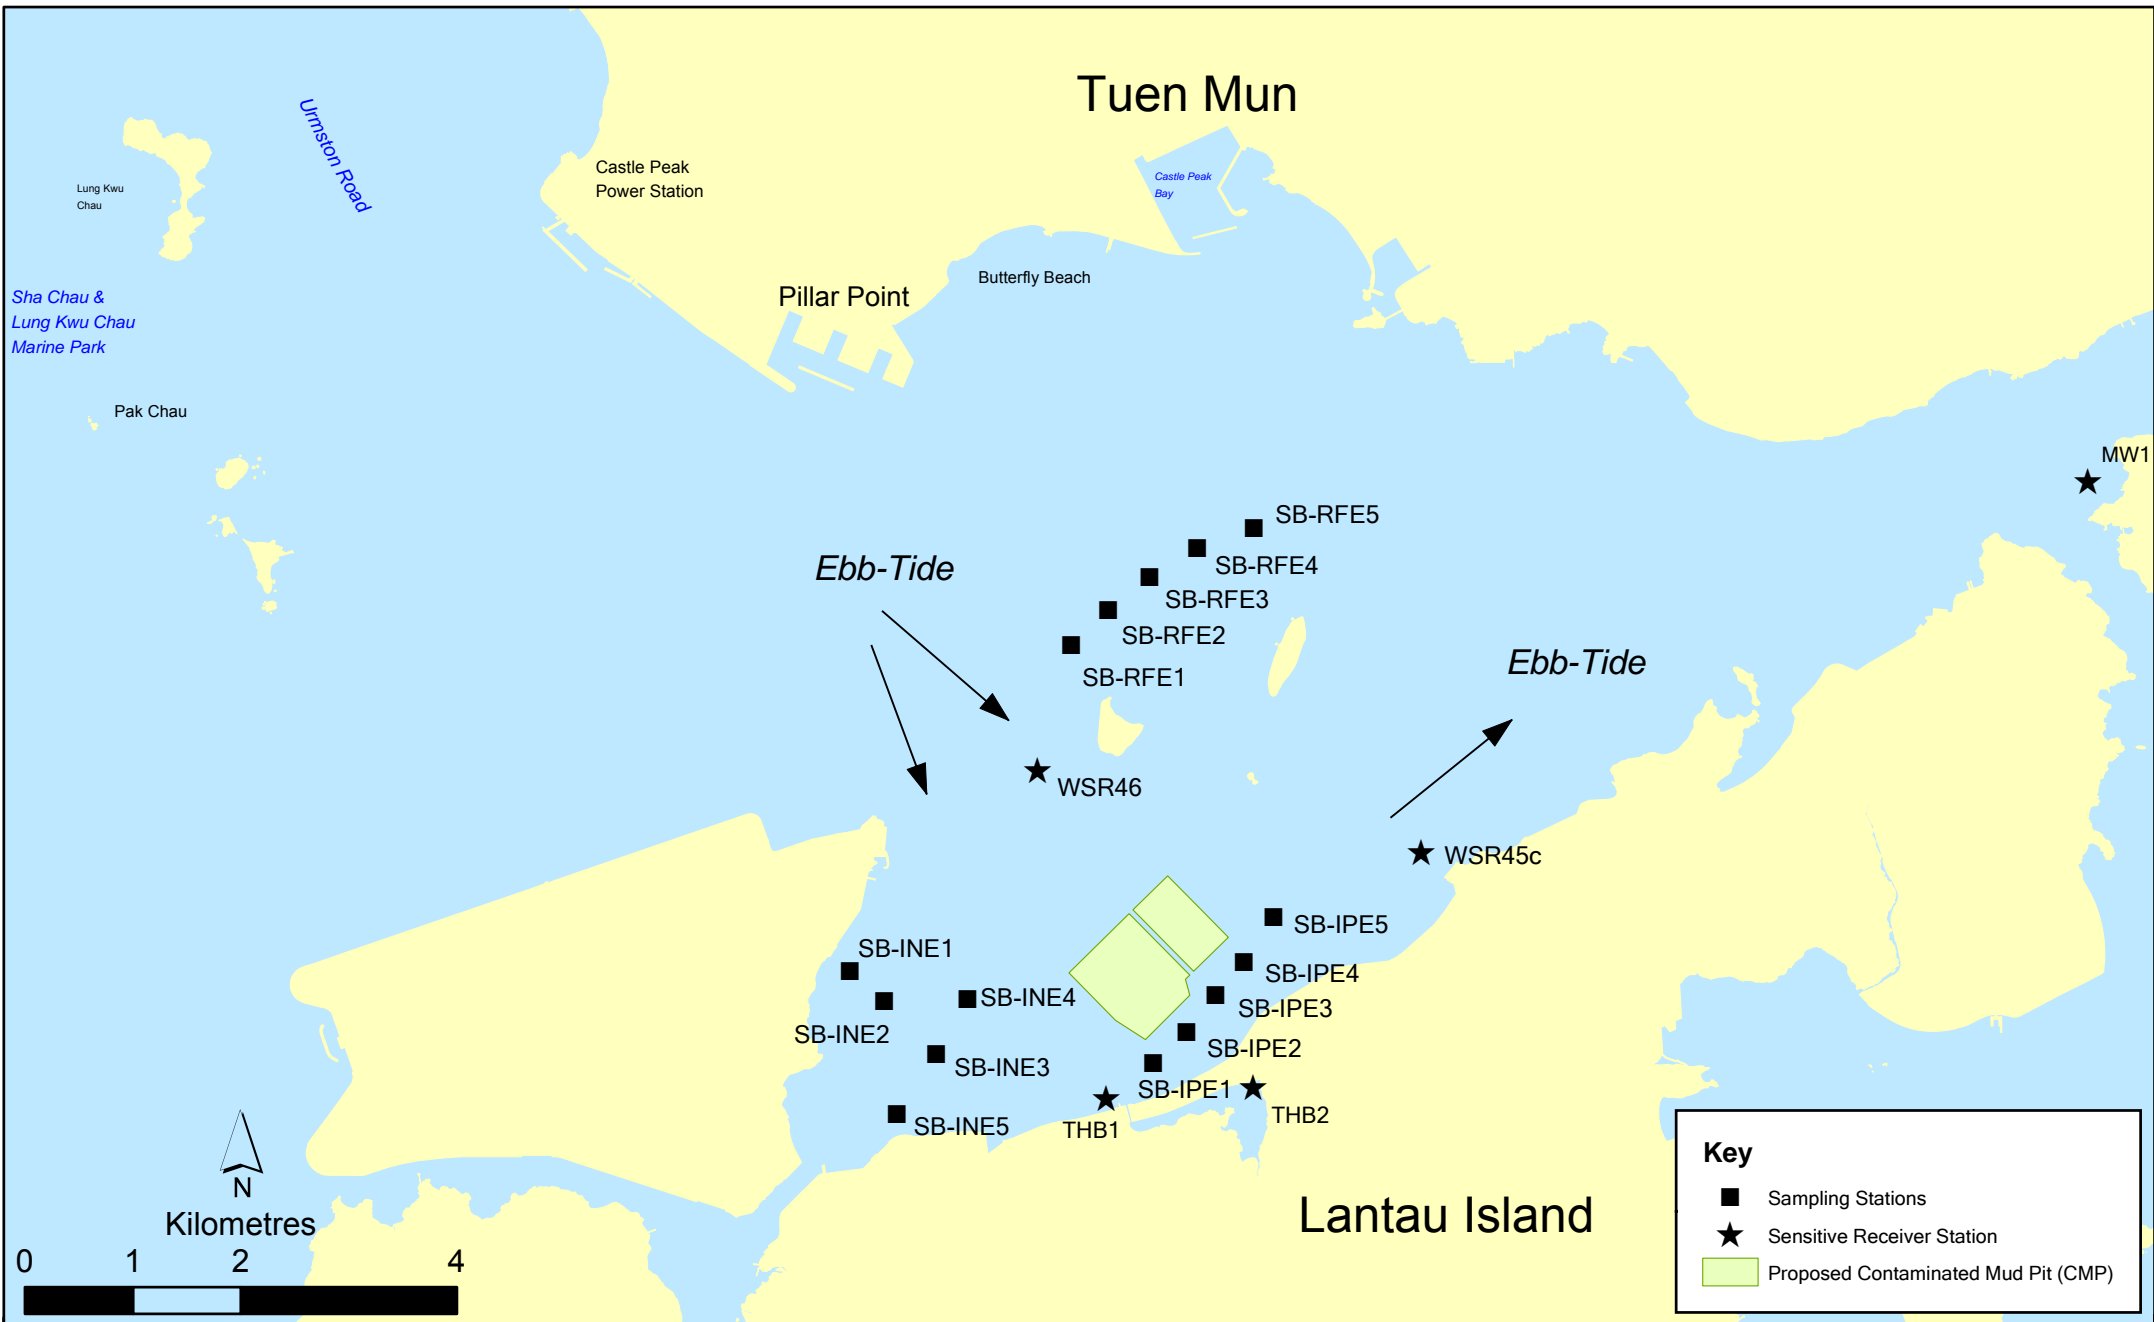 Tuen Mun
Urmston Road
Castle Peak
Power Station
Castle Peak
Bay
Lung Kwu
Chau
Butterfly Beach
Pillar Point
Sha Chau &
Lung Kwu Chau
Marine Park
Pak Chau
MW1
SB-RFE5
SB-RFE4
SB-RFE3
SB-RFE2
SB-RFE1
Ebb-Tide
Ebb-Tide
WSR46
WSR45c
SB-IPE5
SB-IPE4
SB-IPE3
SB-IPE2
SB-IPE1
SB-INE1
SB-INE4
SB-INE2
SB-INE3
SB-INE5
THB1
THB2
Lantau Island
N
Kilometres
0 1 2 4
Key
Sampling Stations
Sensitive Receiver Station
Proposed Contaminated Mud Pit (CMP)